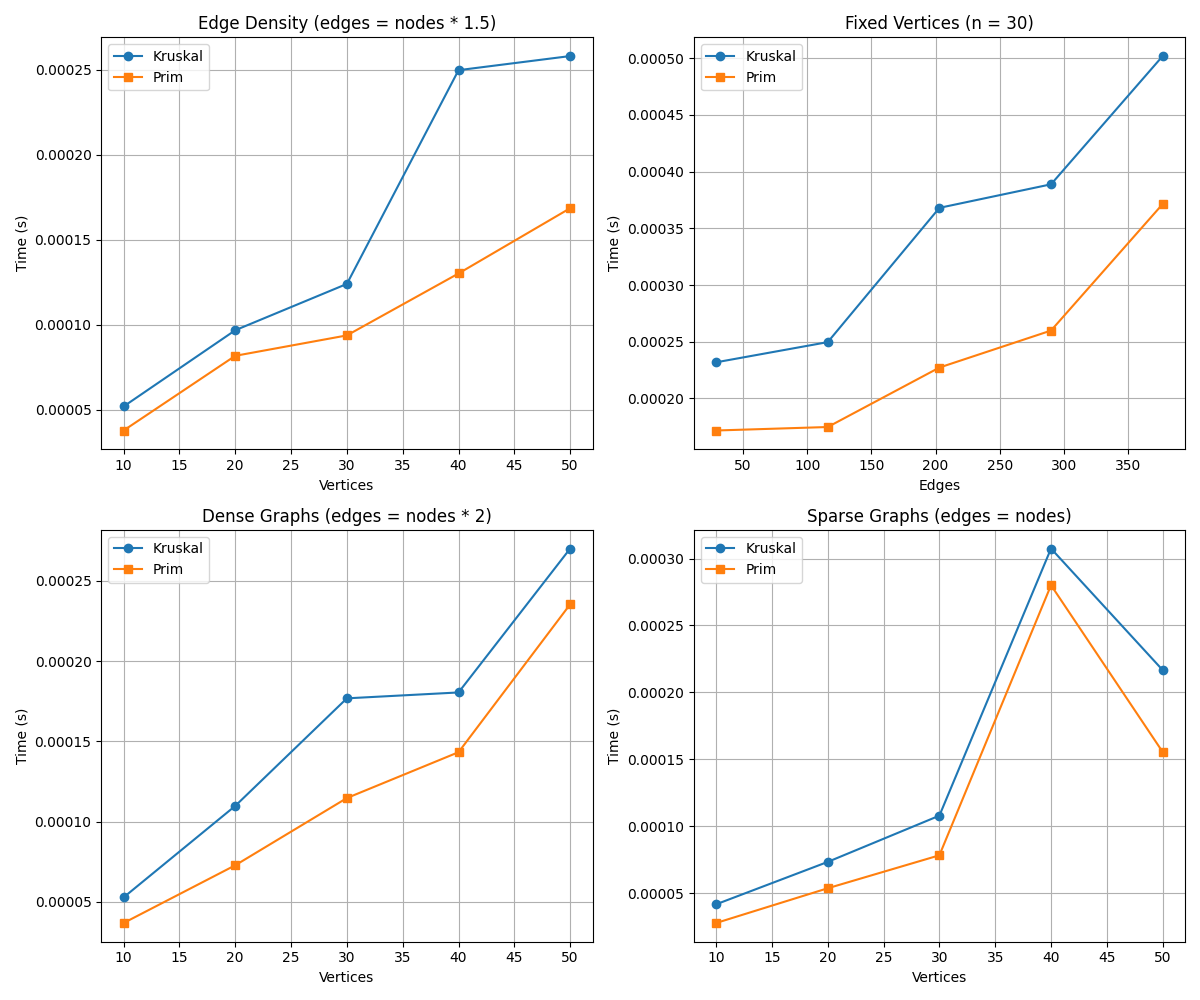 Edge Density (edges = nodes * 1.5)
Kruskal
Prim
0.00025
0.00020
0.00015
0.00010
0.00005
Time (s)
10 15 20 25 30 35 40 45 50
Vertices
Fixed Vertices (n = 30)
Kruskal
Prim
0.00050
0.00045
0.00040
0.00035
0.00030
0.00025
0.00020
Time (s)
50 100 150 200 250 300 350
Edges
Dense Graphs (edges = nodes * 2)
Kruskal
Prim
0.00025
0.00020
0.00015
0.00010
0.00005
Time (s)
10 15 20 25 30 35 40 45 50
Vertices
Sparse Graphs (edges = nodes)
Kruskal
Prim
0.00030
0.00025
0.00020
0.00015
0.00010
0.00005
Time (s)
10 15 20 25 30 35 40 45 50
Vertices